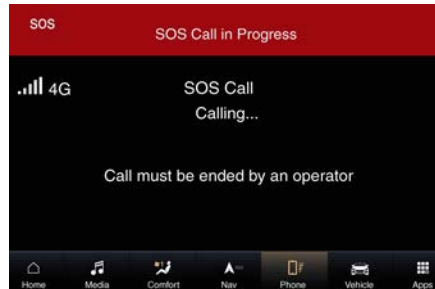 SOS
SOS Call in Progress
4G
SOS Call
Calling...
Call must be ended by an operator
Home
Media
Comfort
Nav
Phone
Vehicle
Apps